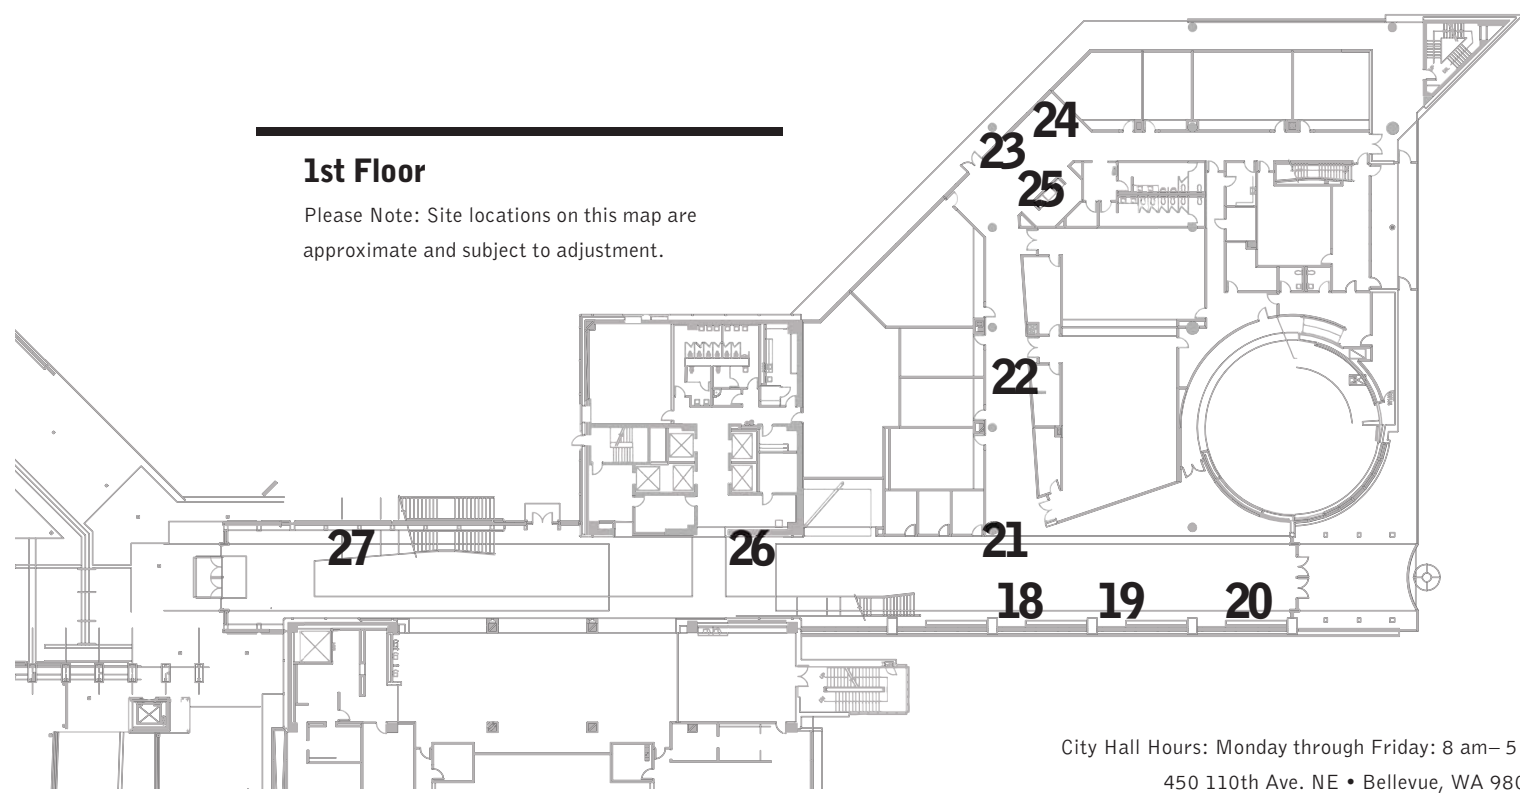 24
23
1st Floor
25
Please Note: Site locations on this map are
approximate and subject to adjustment.
22
27
26
21
18
19
20
City Hall Hours: Monday through Friday: 8 am– 5
450 110th Ave. NE • Bellevue, WA 980